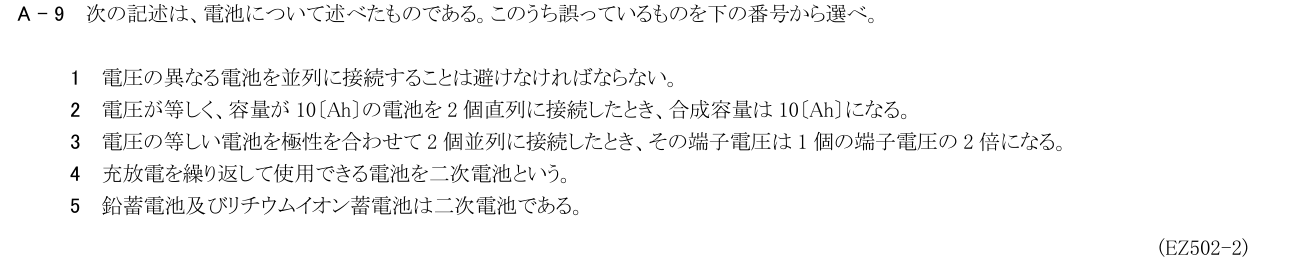 A－9 次の記述は、電池について述べたものである。このうち誤っているものを下の番号から選べ。
1 電圧の異なる電池を並列に接続することは避けなければならない。
2 電圧が等しく、容量が 10〔Ah〕の電池を 2 個直列に接続したとき、合成容量は 10〔Ah〕になる。
3 電圧の等しい電池を極性を合わせて 2 個並列に接続したとき、その端子電圧は 1 個の端子電圧の 2 倍になる。
4 充放電を繰り返して使用できる電池を二次電池という。
5 鉛蓄電池及びリチウムイオン蓄電池は二次電池である。
(EZ502-2)